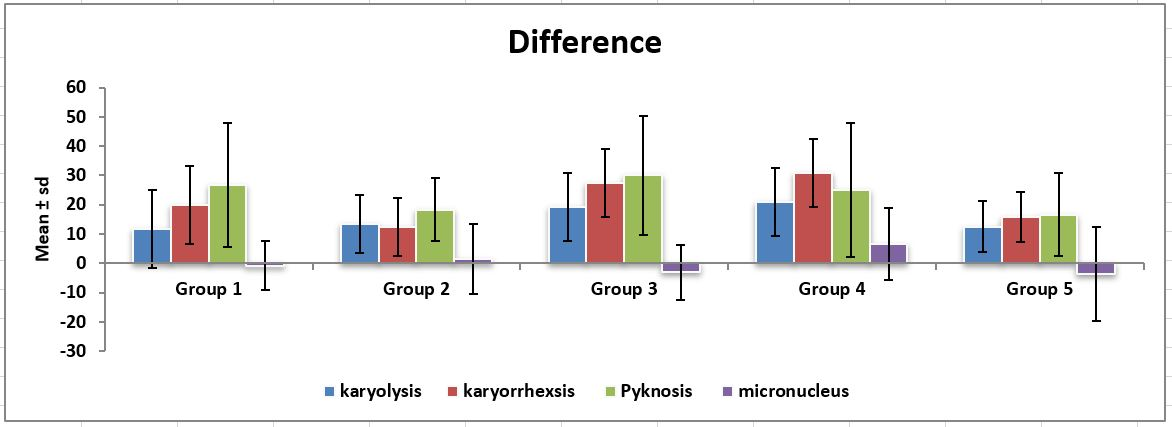 Difference
Mean ± sd
60
50
40
30
20
10
0
-10
-20
-30
Group 1 Group 2 Group 3 Group 4 Group 5
karyolysis karyorrhexsis Pyknosis micronucleus